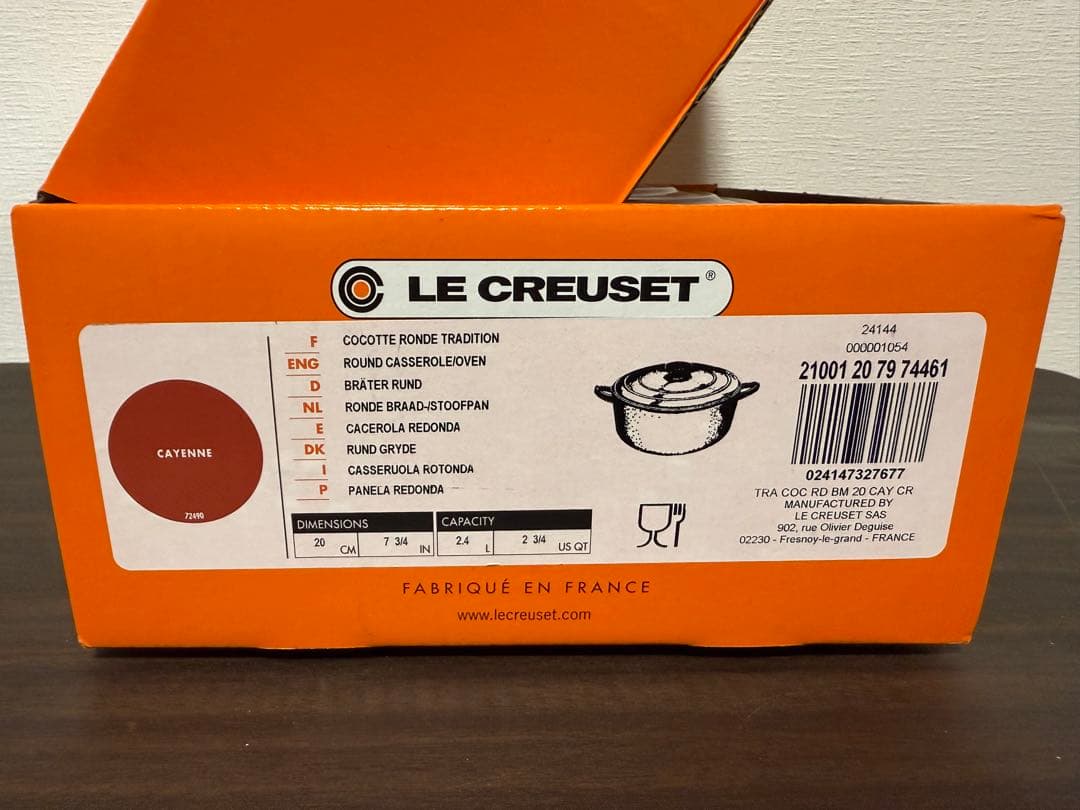 LE CREUSET®
CAYENNE
72490
F COCOTTE RONDE TRADITION
ENG ROUND CASSEROLE/OVEN
D BRÄTER RUND
NL RONDE BRAAD-/STOOFPAN
E CACEROLA REDONDA
DK RUND GRYDE
I CASSERUOLA ROTONDA
P PANELA REDONDA
DIMENSIONS CAPACITY
20 CM 7 3/4 IN 2.4 L 2 3/4 US QT
24144
000001054
21001 20 79 74461
024147327677
TRA COC RD BM 20 CAY CR
MANUFACTURED BY
LE CREUSET SAS
902, rue Olivier Deguise
02230 - Fresnoy-le-grand - FRANCE
FABRIQUÉ EN FRANCE
www.lecreuset.com